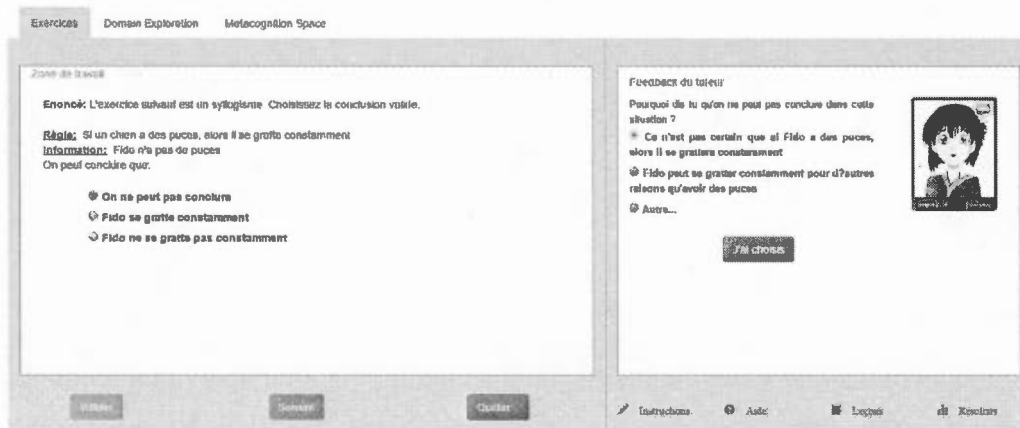 Exercices Domain Exploration Metacognition Space
Zone de travail
Enoncé: L'exercice suivant est un syllogisme Choisissez la conclusion valide.
Règle: Si un chien a des puces, alors il se gratte constamment
Information: Fido n'a pas de puces
On peut conclure que:
On ne peut pas conclure
Fido se gratte constamment
Fido ne se gratte pas constamment
Valider Suivant Quitter
Feedback du tuteur
Pourquoi dis tu qu'on ne peut pas conclure dans cette
situation ?
Ce n'est pas certain que si Fido a des puces,
alors il se grattera constamment
Fido peut se gratter constamment pour d?autres
raisons qu'avoir des puces
Autre...
J'ai choisis
Instructions Aide Logique Résultats